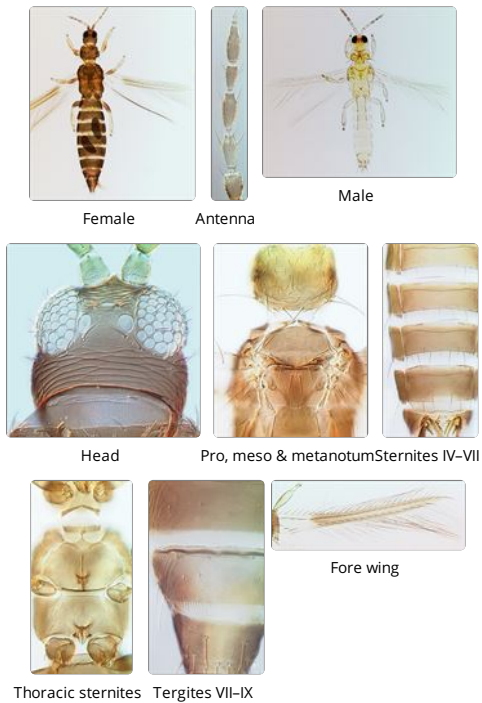 Female
Antenna
Male
Head
Pro, meso & metanotum
Sternites IV–VII
Thoracic sternites
Tergites VII–IX
Fore wing